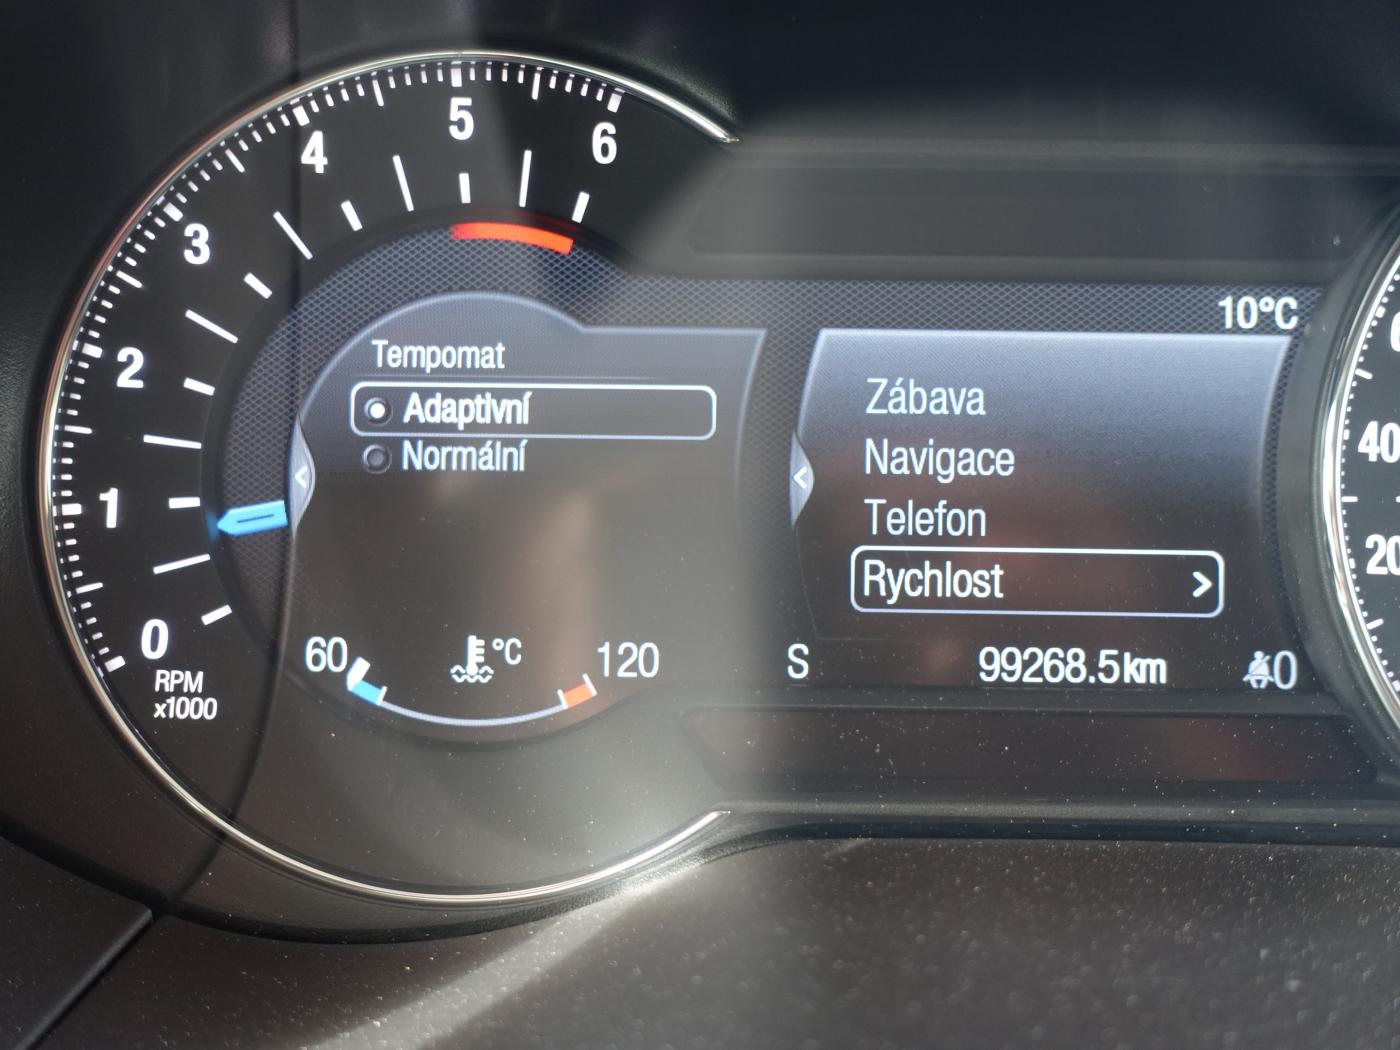 5
4
6
3
2
1
0
RPM
x1000
10°C
Tempomat
Adaptivní
Normální
Zábava
Navigace
Telefon
Rychlost
60
°C
120
S
99268.5km
0
40
20